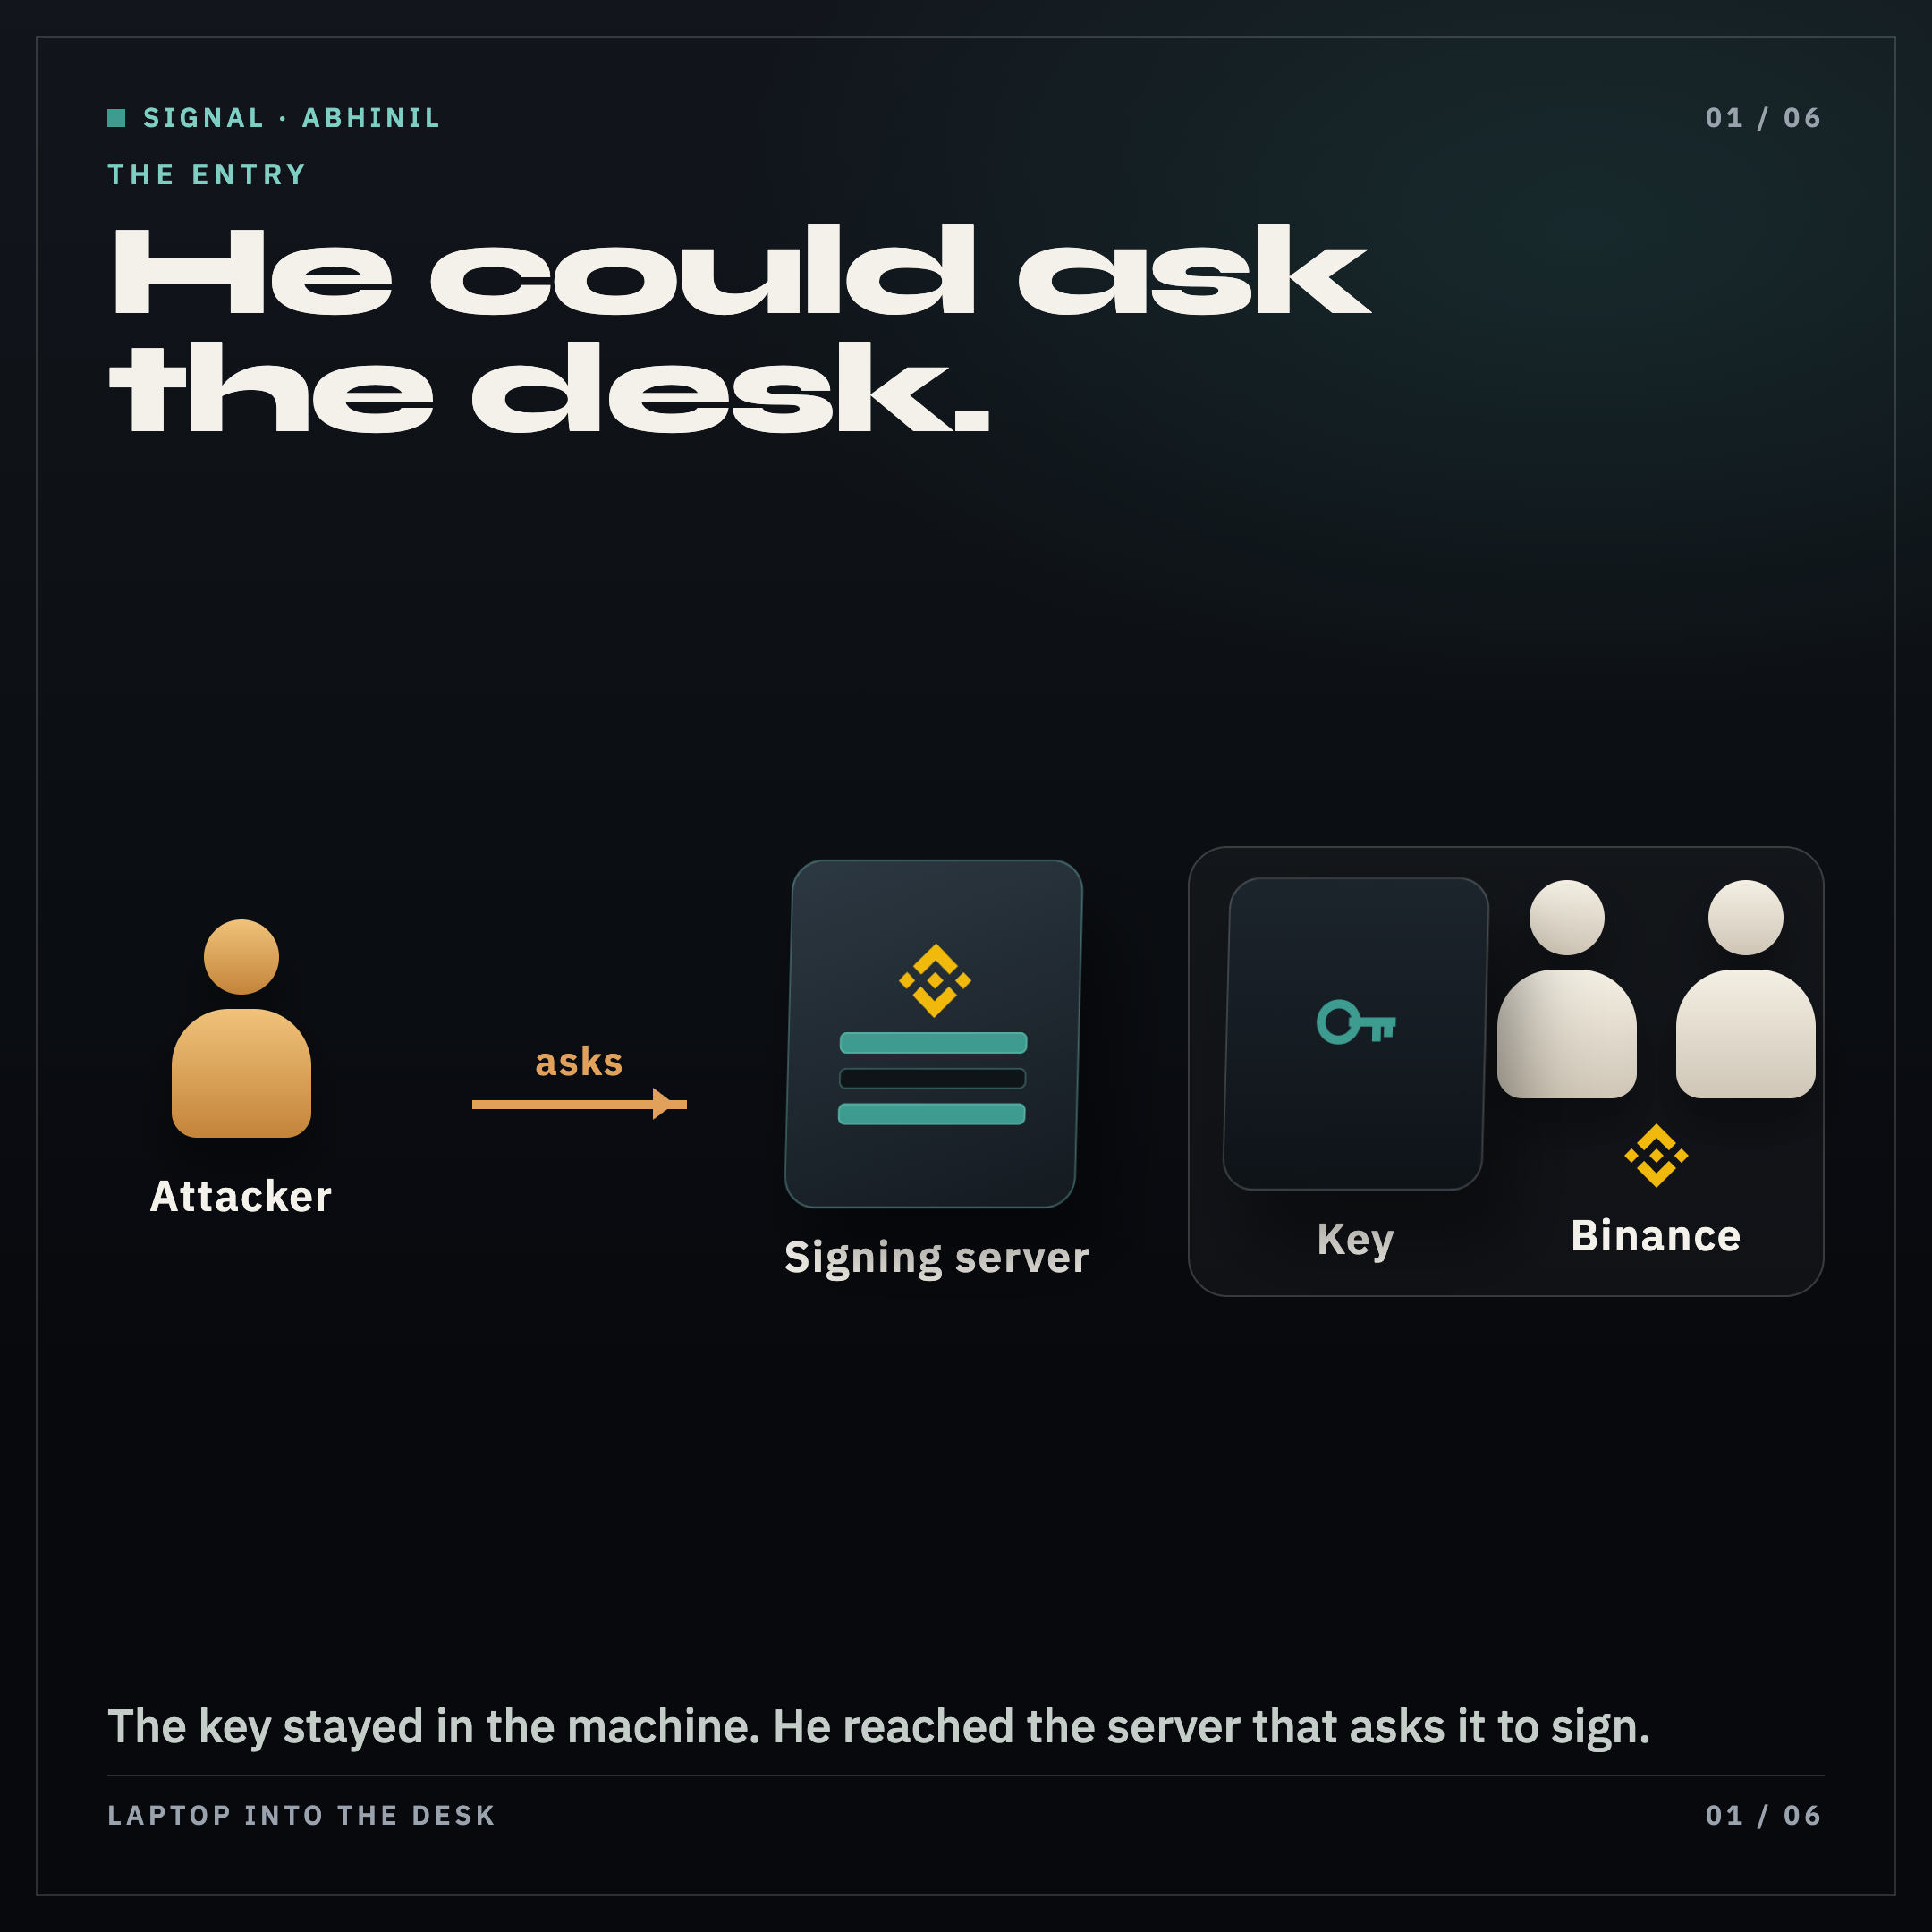 SIGNAL · ABHINIL
01 / 06
THE ENTRY
He could ask
the desk.
asks
Attacker
Signing server
Key
Binance
The key stayed in the machine. He reached the server that asks it to sign.
LAPTOP INTO THE DESK
01 / 06